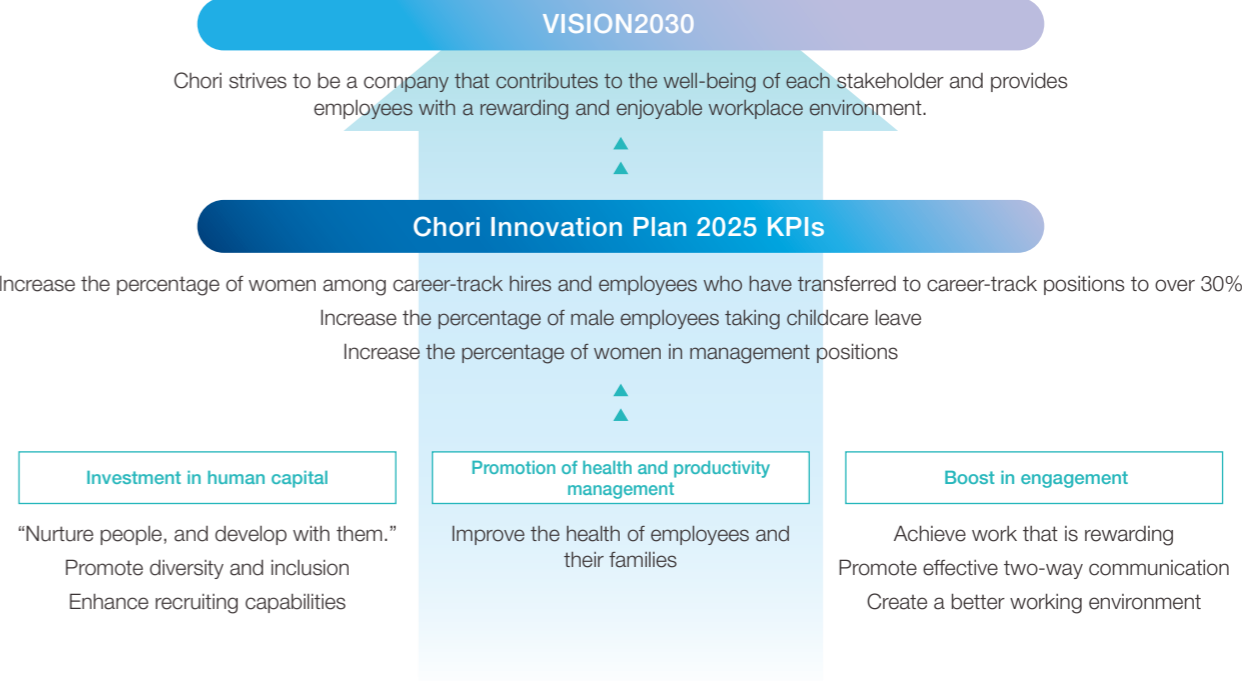 VISION2030
Chori strives to be a company that contributes to the well-being of each stakeholder and provides
employees with a rewarding and enjoyable workplace environment.
Chori Innovation Plan 2025 KPIs
Increase the percentage of women among career-track hires and employees who have transferred to career-track positions to over 30%
Increase the percentage of male employees taking childcare leave
Increase the percentage of women in management positions
Investment in human capital
“Nurture people, and develop with them.”
Promote diversity and inclusion
Enhance recruiting capabilities
Promotion of health and productivity
management
Improve the health of employees and
their families
Boost in engagement
Achieve work that is rewarding
Promote effective two-way communication
Create a better working environment